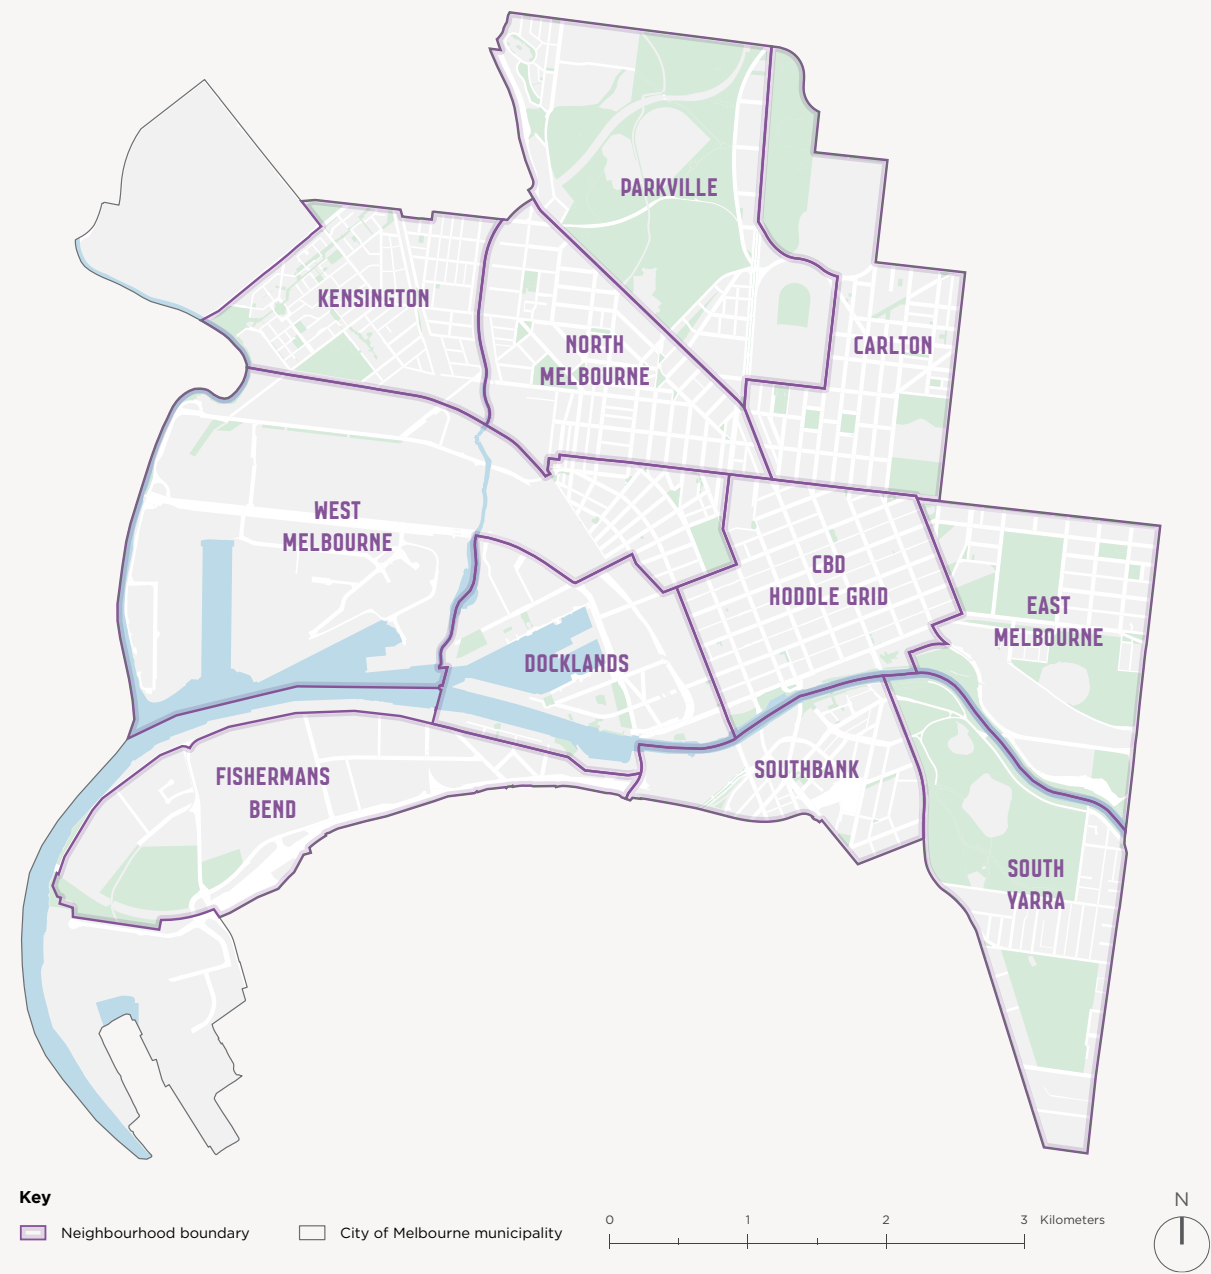 PARKVILLE
KENSINGTON
NORTH
MELBOURNE
CARLTON
WEST
MELBOURNE
CBD
HODDLE GRID
EAST
MELBOURNE
DOCKLANDS
SOUTHBANK
FISHERMANS
BEND
SOUTH
YARRA
Key
Neighbourhood boundary
City of Melbourne municipality
0 1 2 3 Kilometers
N